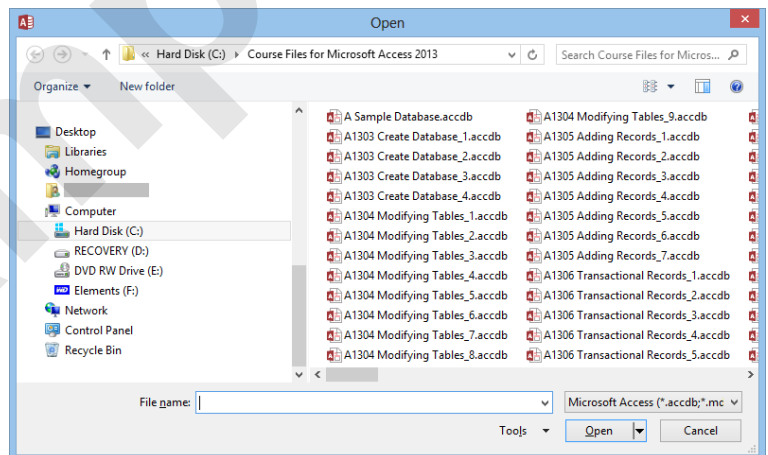 Open
« Hard Disk (C:) Course Files for Microsoft Access 2013
Search Course Files for Micros...
Organize
New folder
Desktop
Libraries
Homegroup
Computer
Hard Disk (C:)
RECOVERY (D:)
DVD RW Drive (E:)
Elements (F:)
Network
Control Panel
Recycle Bin
A Sample Database.accdb
A1303 Create Database_1.accdb
A1303 Create Database_2.accdb
A1303 Create Database_3.accdb
A1303 Create Database_4.accdb
A1304 Modifying Tables_1.accdb
A1304 Modifying Tables_2.accdb
A1304 Modifying Tables_3.accdb
A1304 Modifying Tables_4.accdb
A1304 Modifying Tables_5.accdb
A1304 Modifying Tables_6.accdb
A1304 Modifying Tables_7.accdb
A1304 Modifying Tables_8.accdb
A1304 Modifying Tables_9.accdb
A1305 Adding Records_1.accdb
A1305 Adding Records_2.accdb
A1305 Adding Records_3.accdb
A1305 Adding Records_4.accdb
A1305 Adding Records_5.accdb
A1305 Adding Records_6.accdb
A1305 Adding Records_7.accdb
A1306 Transactional Records_1.accdb
A1306 Transactional Records_2.accdb
A1306 Transactional Records_3.accdb
A1306 Transactional Records_4.accdb
A1306 Transactional Records_5.accdb
File name:
Microsoft Access (*.accdb;*.mc
Tools
Open
Cancel